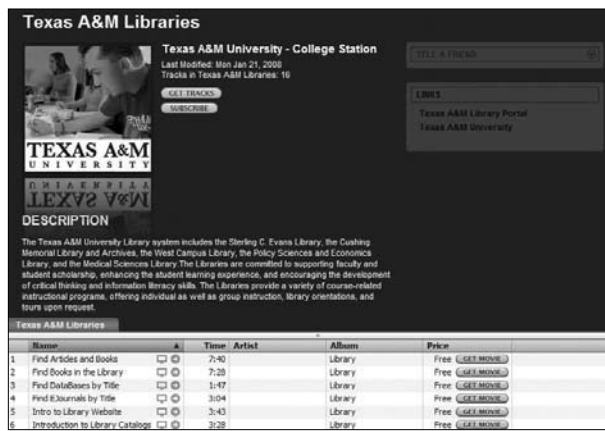 Texas A&M Libraries
Texas A&M University - College Station
Last Modified: Mon Jan 21, 2008
Tracks in Texas A&M Libraries: 16
GET TRACKS
SUBSCRIBE
TELL A FRIEND
LINKS
Texas A&M Library Portal
Texas A&M University
TEXAS A&M
UNIVERSITY
DESCRIPTION
The Texas A&M University Library system includes the Sterling C. Evans Library, the Cushing
Memorial Library and Archives, the West Campus Library, the Policy Sciences and Economics
Library, and the Medical Sciences Library.The Libraries are committed to supporting faculty and
student scholarship, enhancing the student learning experience, and encouraging the development
of critical thinking and information literacy skills. The Libraries provide a variety of course-related
instructional programs, offering individual as well as group instruction, library orientations, and
tours upon request.
Texas A&M Libraries
Name Time Artist Album Price
1 Find Articles and Books 7:40 Library Free GET MOVIE
2 Find Books in the Library 7:28 Library Free GET MOVIE
3 Find DataBases by Title 1:47 Library Free GET MOVIE
4 Find EJournals by Title 3:04 Library Free GET MOVIE
5 Intro to Library Website 3:43 Library Free GET MOVIE
6 Introduction to Library Catalogs 3:28 Library Free GET MOVIE